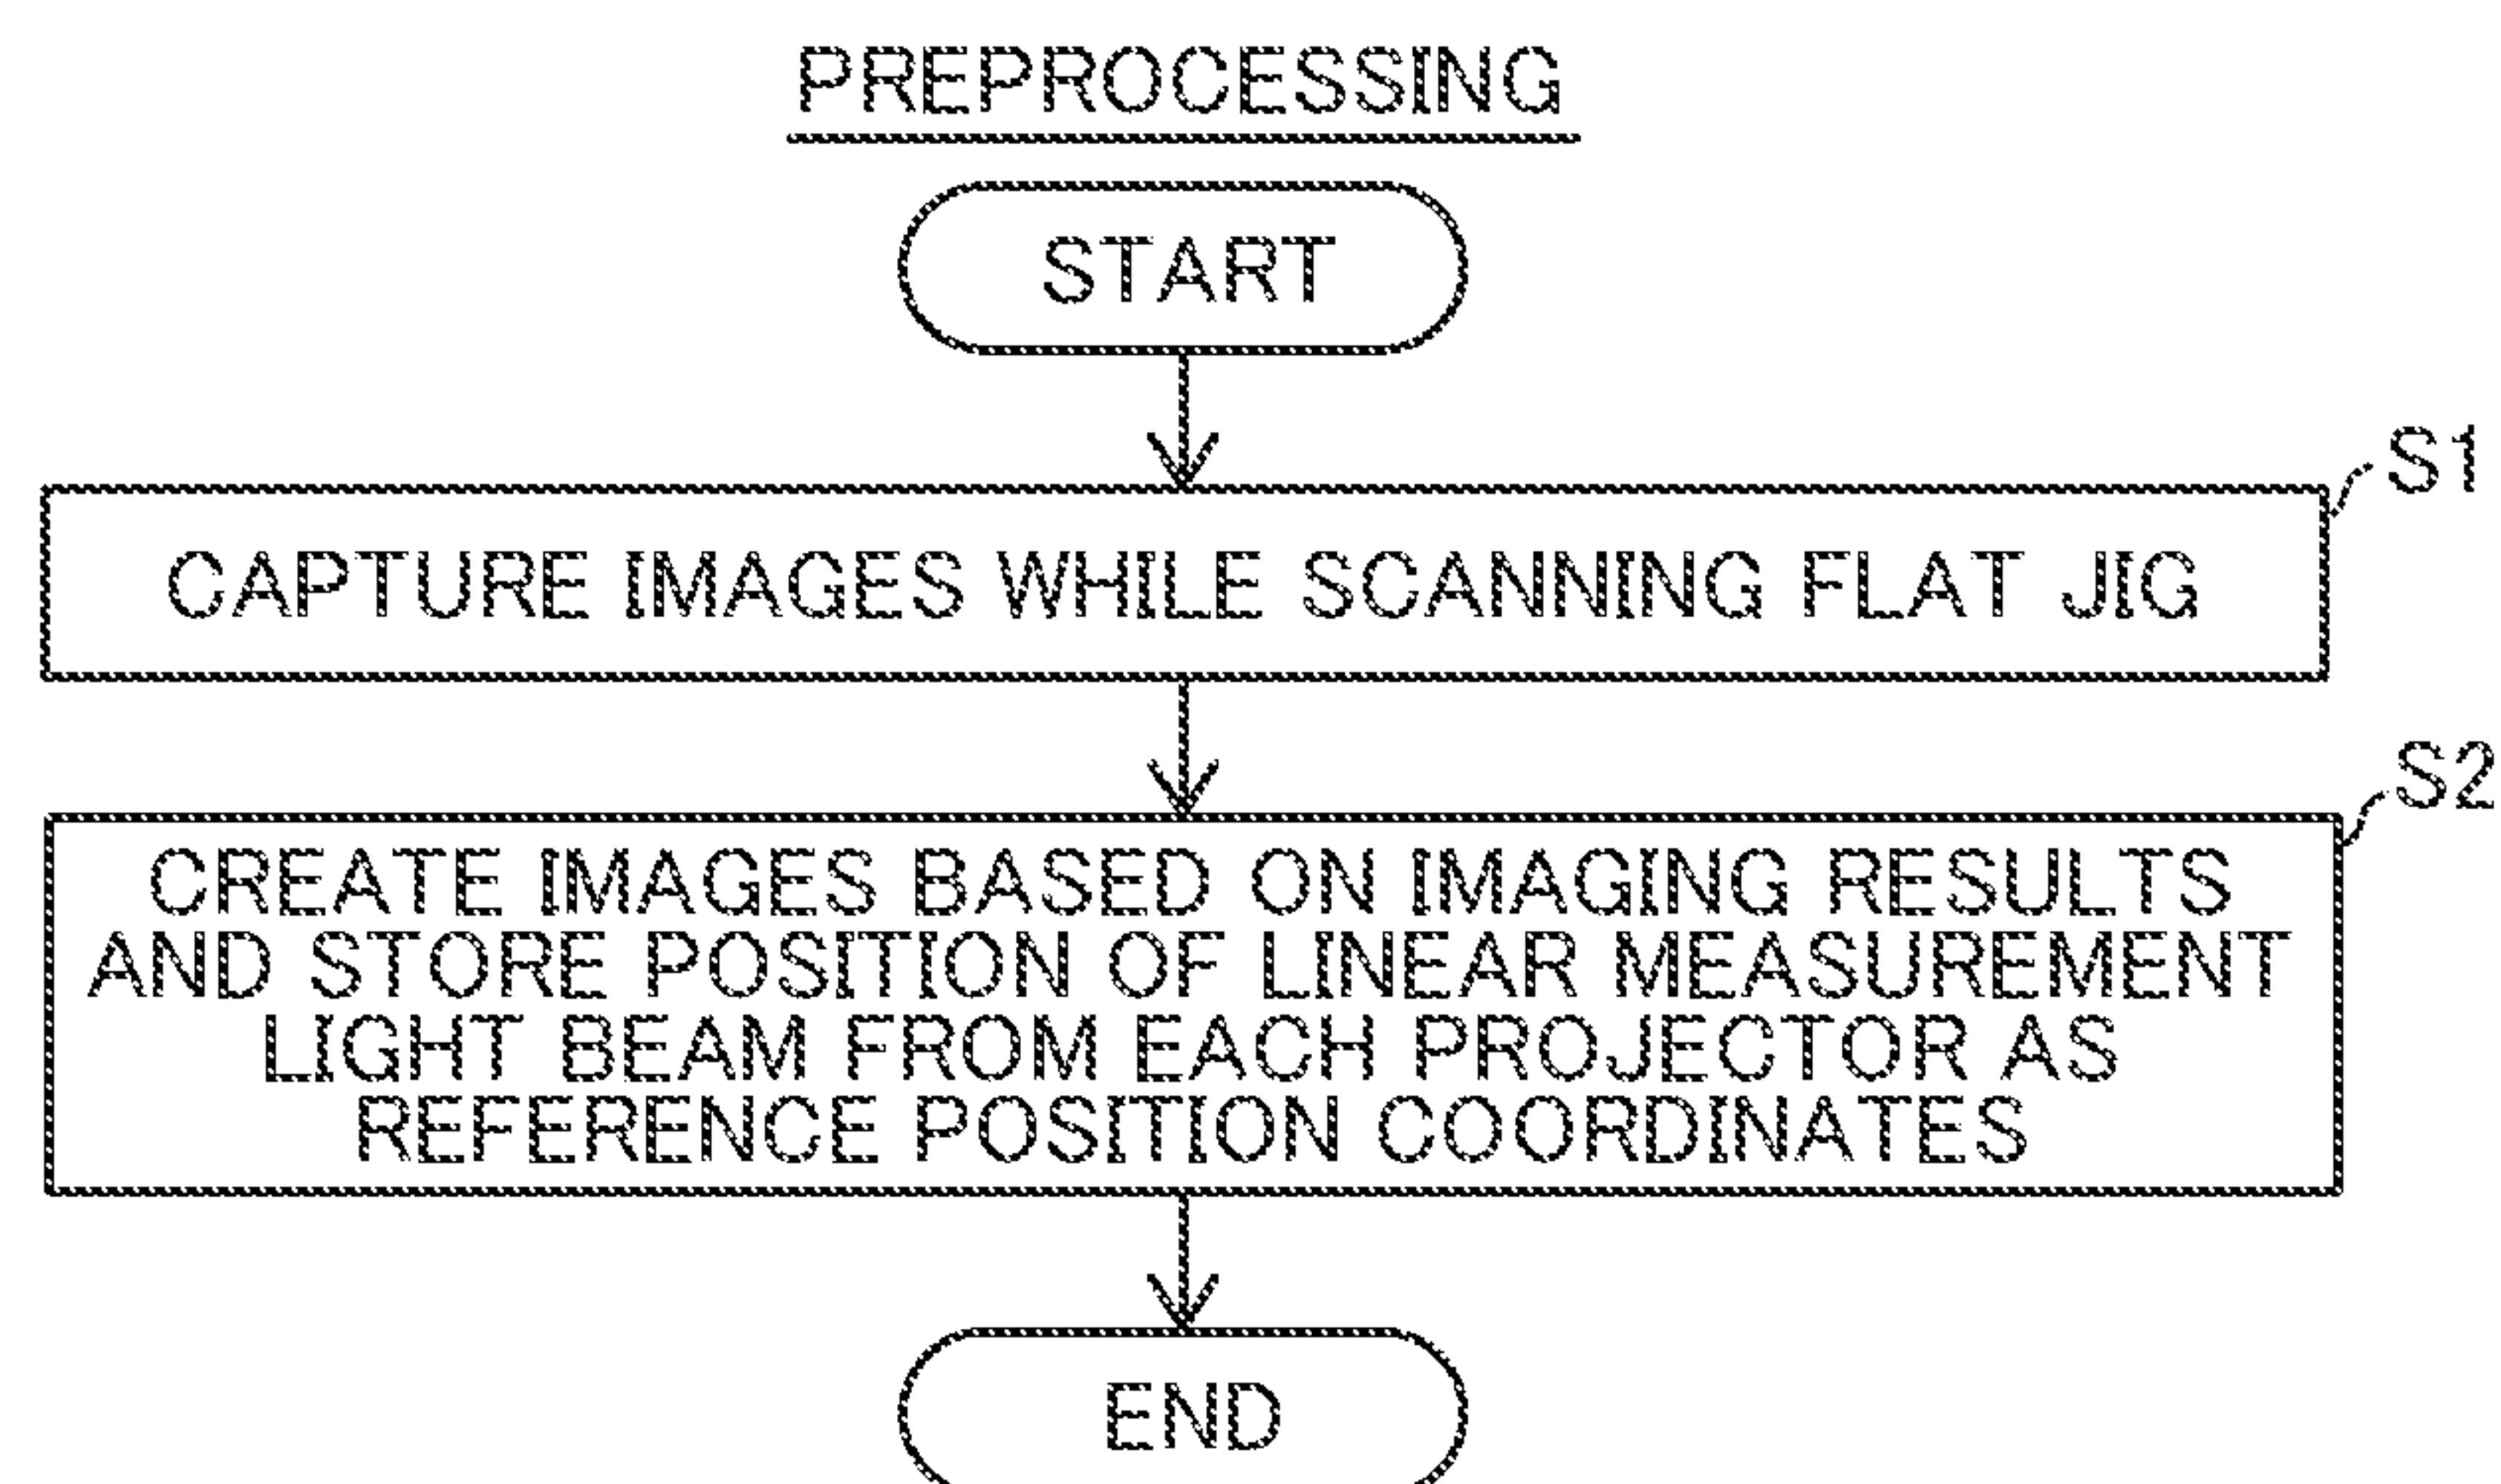 PREPROCESSING
START
S1
CAPTURE IMAGES WHILE SCANNING FLAT JIG
S2
CREATE IMAGES BASED ON IMAGING RESULTS
AND STORE POSITION OF LINEAR MEASUREMENT
LIGHT BEAM FROM EACH PROJECTOR AS
REFERENCE POSITION COORDINATES
END